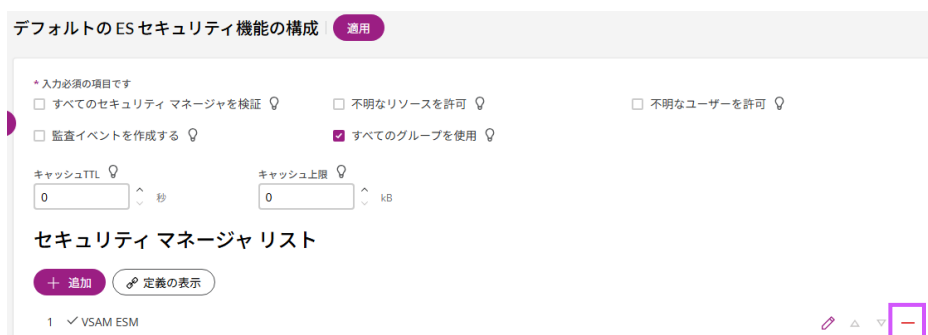 デフォルトの ES セキュリティ機能の構成 適用
* 入力必須の項目です
すべてのセキュリティ マネージャを検証 不明なリソースを許可 不明なユーザーを許可
監査イベントを作成する すべてのグループを使用
キャッシュTTL キャッシュ上限
0 秒 0 kB
セキュリティ マネージャ リスト
追加 定義の表示
1 VSAM ESM